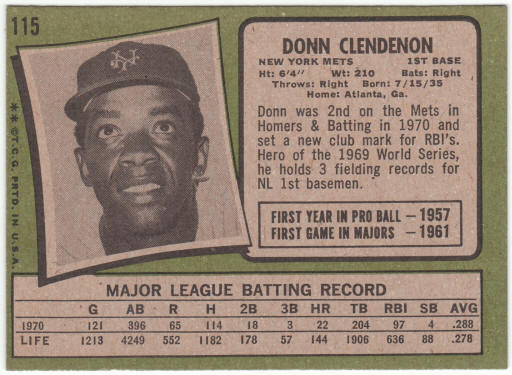 115
DONN CLENDENON
NEW YORK METS 1ST BASE
Ht: 6'4" Wt: 210 Bats: Right
Throws: Right Born: 7/15/35
Home: Atlanta, Ga.
Donn was 2nd on the Mets in
Homers & Batting in 1970 and
set a new club mark for RBI's.
Hero of the 1969 World Series,
he holds 3 fielding records for
NL 1st basemen.
FIRST YEAR IN PRO BALL — 1957
FIRST GAME IN MAJORS — 1961
NY
**©T.C.G. PRTD. IN U.S.A.
MAJOR LEAGUE BATTING RECORD
G AB R H 2B 3B HR TB RBI SB AVG
1970 121 396 65 114 18 3 22 204 97 4 .288
LIFE 1213 4249 552 1182 178 57 144 1906 636 88 .278